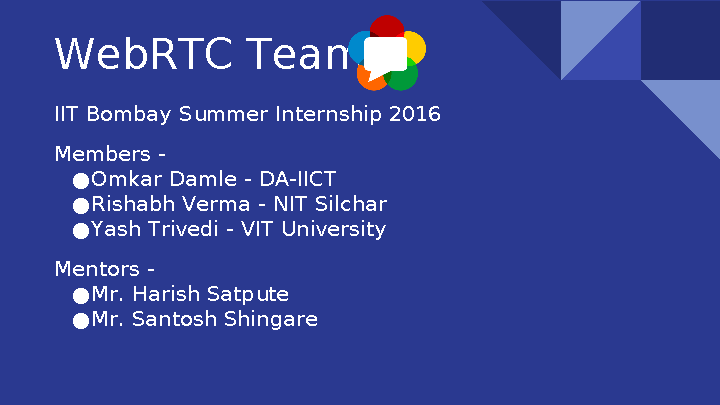 WebRTC Team
IIT Bombay Summer Internship 2016
Members -
●Omkar Damle - DA-IICT
●Rishabh Verma - NIT Silchar
●Yash Trivedi - VIT University
Mentors -
●Mr. Harish Satpute
●Mr. Santosh Shingare